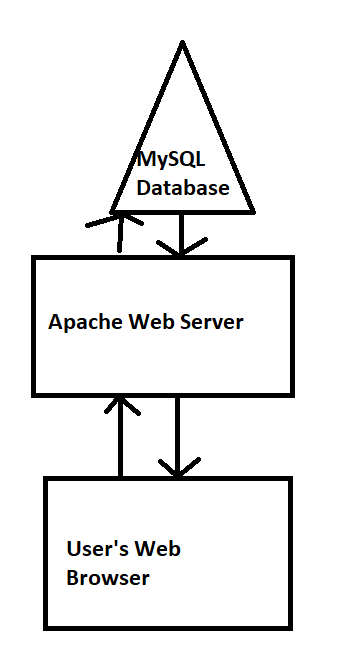 MySQL
Database
Apache Web Server
User's Web
Browser